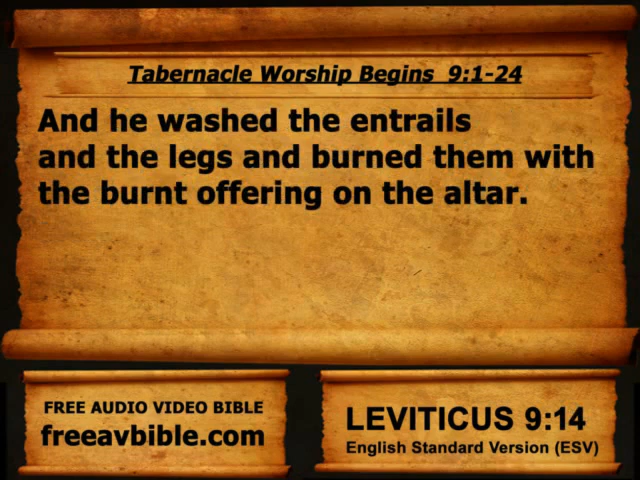 Tabernacle Worship Begins  9:1-24
And he washed the entrails
and the legs and burned them with
the burnt offering on the altar.
FREE AUDIO VIDEO BIBLE
freeavbible.com
LEVITICUS 9:14
English Standard Version (ESV)